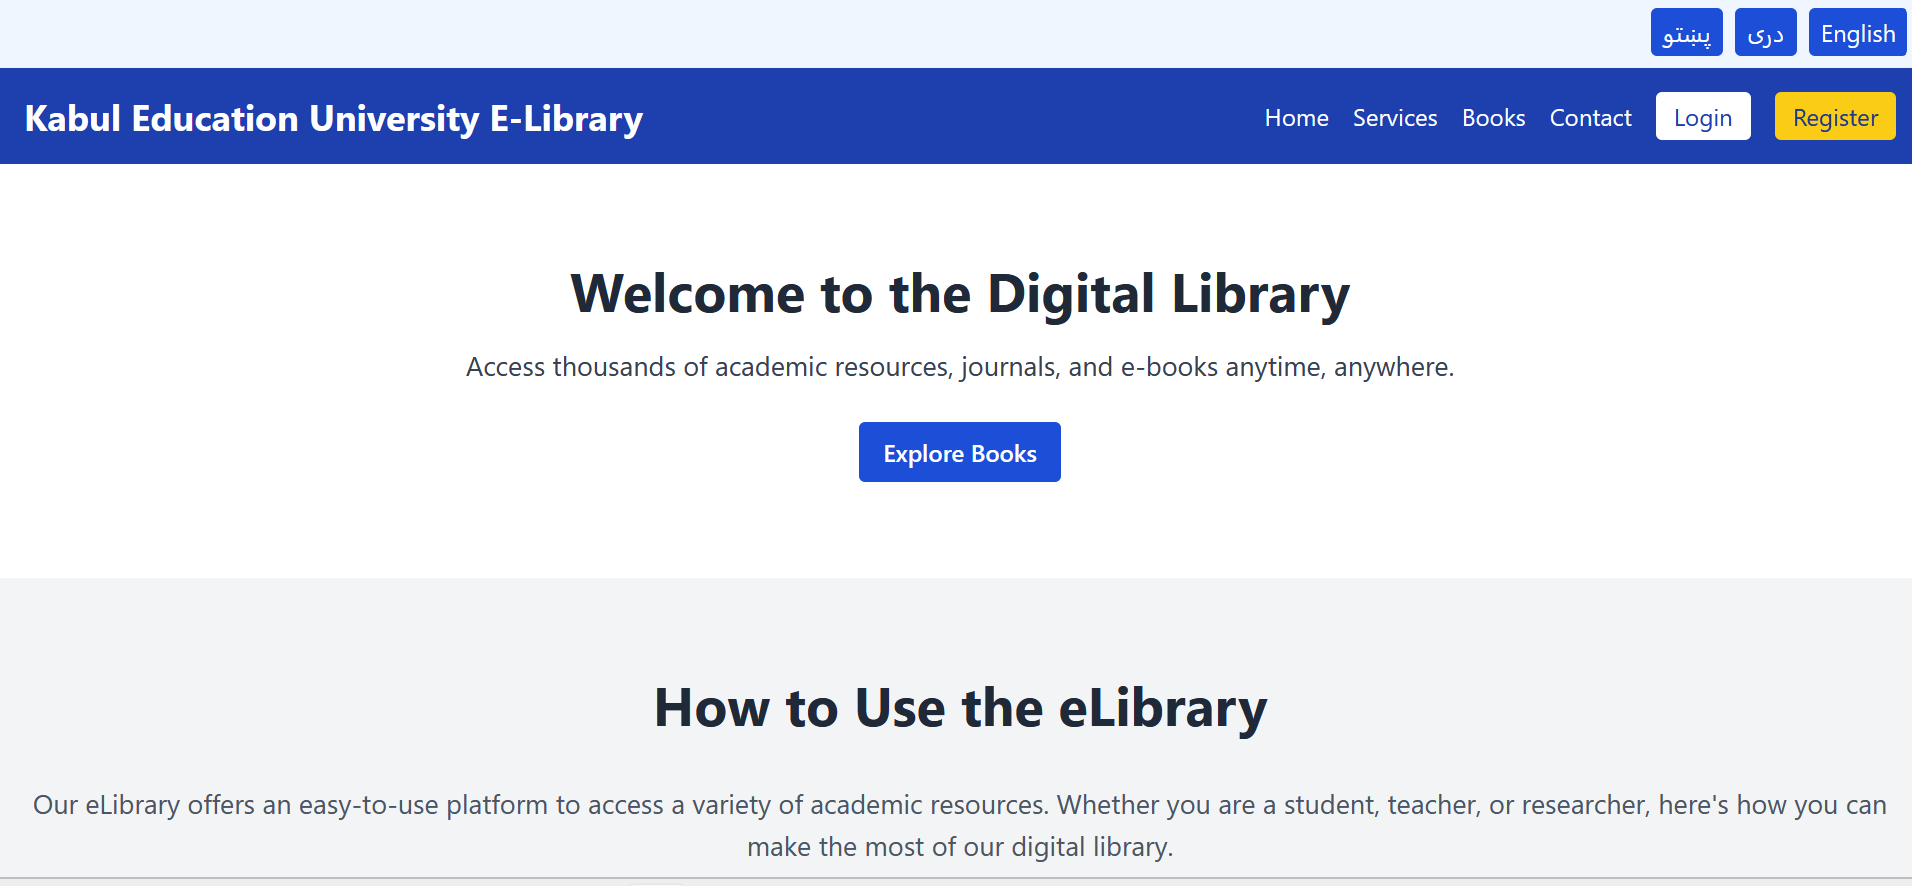 پښتو دری English
Kabul Education University E-Library Home Services Books Contact Login Register
Welcome to the Digital Library
Access thousands of academic resources, journals, and e-books anytime, anywhere.
Explore Books
How to Use the eLibrary
Our eLibrary offers an easy-to-use platform to access a variety of academic resources. Whether you are a student, teacher, or researcher, here's how you can
make the most of our digital library.